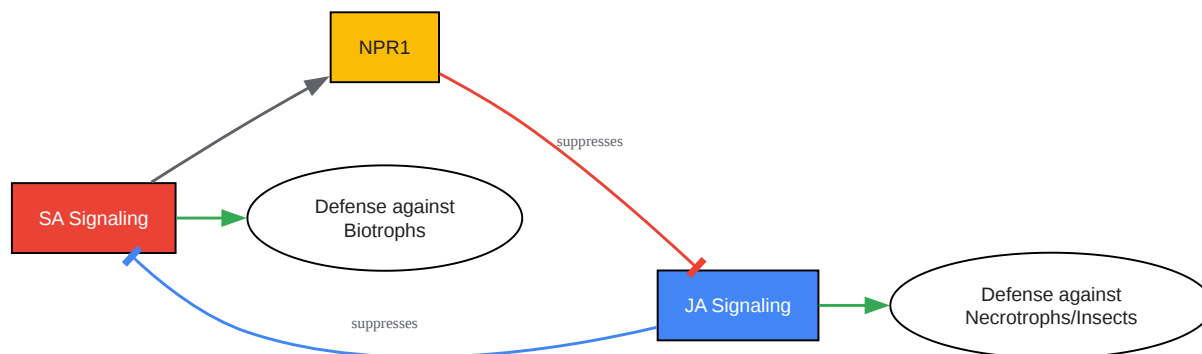 NPR1
suppresses
SA Signaling
Defense against
Biotrophs
JA Signaling
Defense against
Necrotrophs/Insects
suppresses